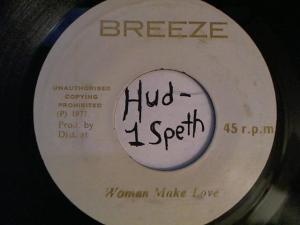 BREEZE
UNAUTHORISED
COPYING
PROHIBITED
(P) 1977
Prod. by
Hud-
1 Speth
45 r.p.m
Woman Make Love